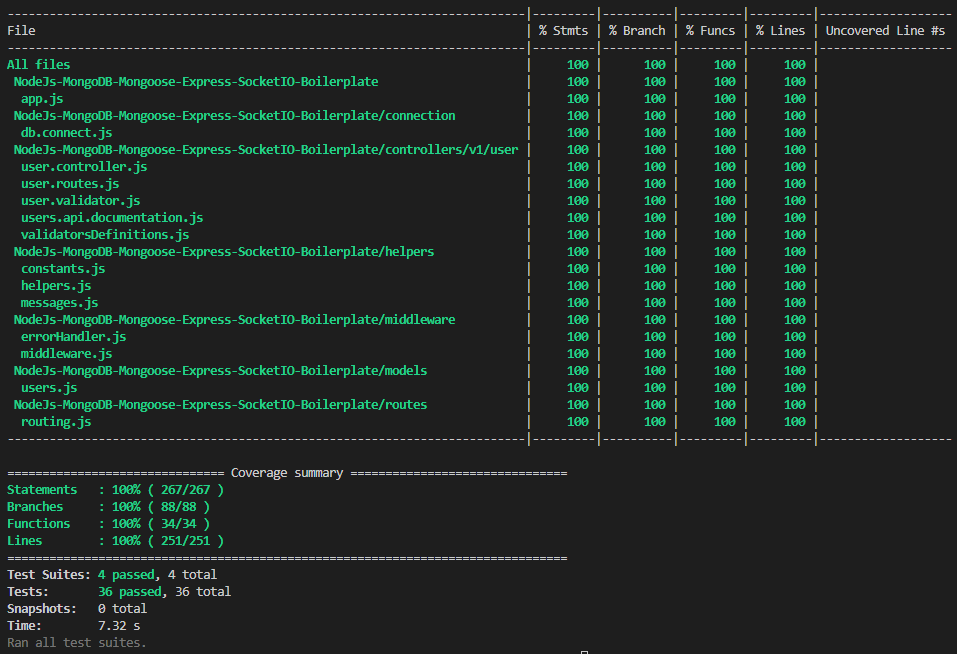 -----------------------------------------------------------------------------|---------|----------|---------|---------|-------------------
File                                                                         | % Stmts | % Branch | % Funcs | % Lines | Uncovered Line #s
-----------------------------------------------------------------------------|---------|----------|---------|---------|-------------------
All files                                                                    |     100 |      100 |     100 |     100 |
 NodeJs-MongoDB-Mongoose-Express-SocketIO-Boilerplate                        |     100 |      100 |     100 |     100 |
  app.js                                                                     |     100 |      100 |     100 |     100 |
 NodeJs-MongoDB-Mongoose-Express-SocketIO-Boilerplate/connection             |     100 |      100 |     100 |     100 |
  db.connect.js                                                              |     100 |      100 |     100 |     100 |
 NodeJs-MongoDB-Mongoose-Express-SocketIO-Boilerplate/controllers/v1/user    |     100 |      100 |     100 |     100 |
  user.controller.js                                                         |     100 |      100 |     100 |     100 |
  user.routes.js                                                             |     100 |      100 |     100 |     100 |
  user.validator.js                                                          |     100 |      100 |     100 |     100 |
  users.api.documentation.js                                                 |     100 |      100 |     100 |     100 |
  validatorsDefinitions.js                                                   |     100 |      100 |     100 |     100 |
 NodeJs-MongoDB-Mongoose-Express-SocketIO-Boilerplate/helpers                |     100 |      100 |     100 |     100 |
  constants.js                                                               |     100 |      100 |     100 |     100 |
  helpers.js                                                                 |     100 |      100 |     100 |     100 |
  messages.js                                                                |     100 |      100 |     100 |     100 |
 NodeJs-MongoDB-Mongoose-Express-SocketIO-Boilerplate/middleware             |     100 |      100 |     100 |     100 |
  errorHandler.js                                                            |     100 |      100 |     100 |     100 |
  middleware.js                                                              |     100 |      100 |     100 |     100 |
 NodeJs-MongoDB-Mongoose-Express-SocketIO-Boilerplate/models                 |     100 |      100 |     100 |     100 |
  users.js                                                                   |     100 |      100 |     100 |     100 |
 NodeJs-MongoDB-Mongoose-Express-SocketIO-Boilerplate/routes                 |     100 |      100 |     100 |     100 |
  routing.js                                                                 |     100 |      100 |     100 |     100 |
-----------------------------------------------------------------------------|---------|----------|---------|---------|-------------------

=============================== Coverage summary ===============================
Statements   : 100% ( 267/267 )
Branches     : 100% ( 88/88 )
Functions    : 100% ( 34/34 )
Lines        : 100% ( 251/251 )
================================================================================
Test Suites: 4 passed, 4 total
Tests:       36 passed, 36 total
Snapshots:   0 total
Time:        7.32 s
Ran all test suites.